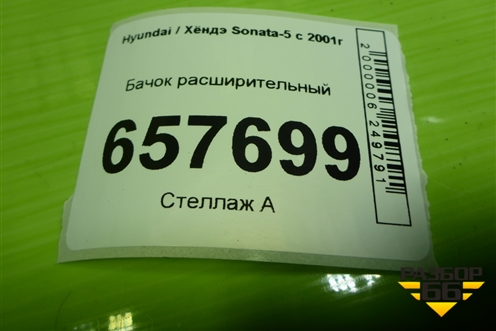 Hyundai / Хёндэ Sonata-5 с 2001г
Бачок расширительный
657699
Стеллаж А
2000006249791
РАЗБОР
66